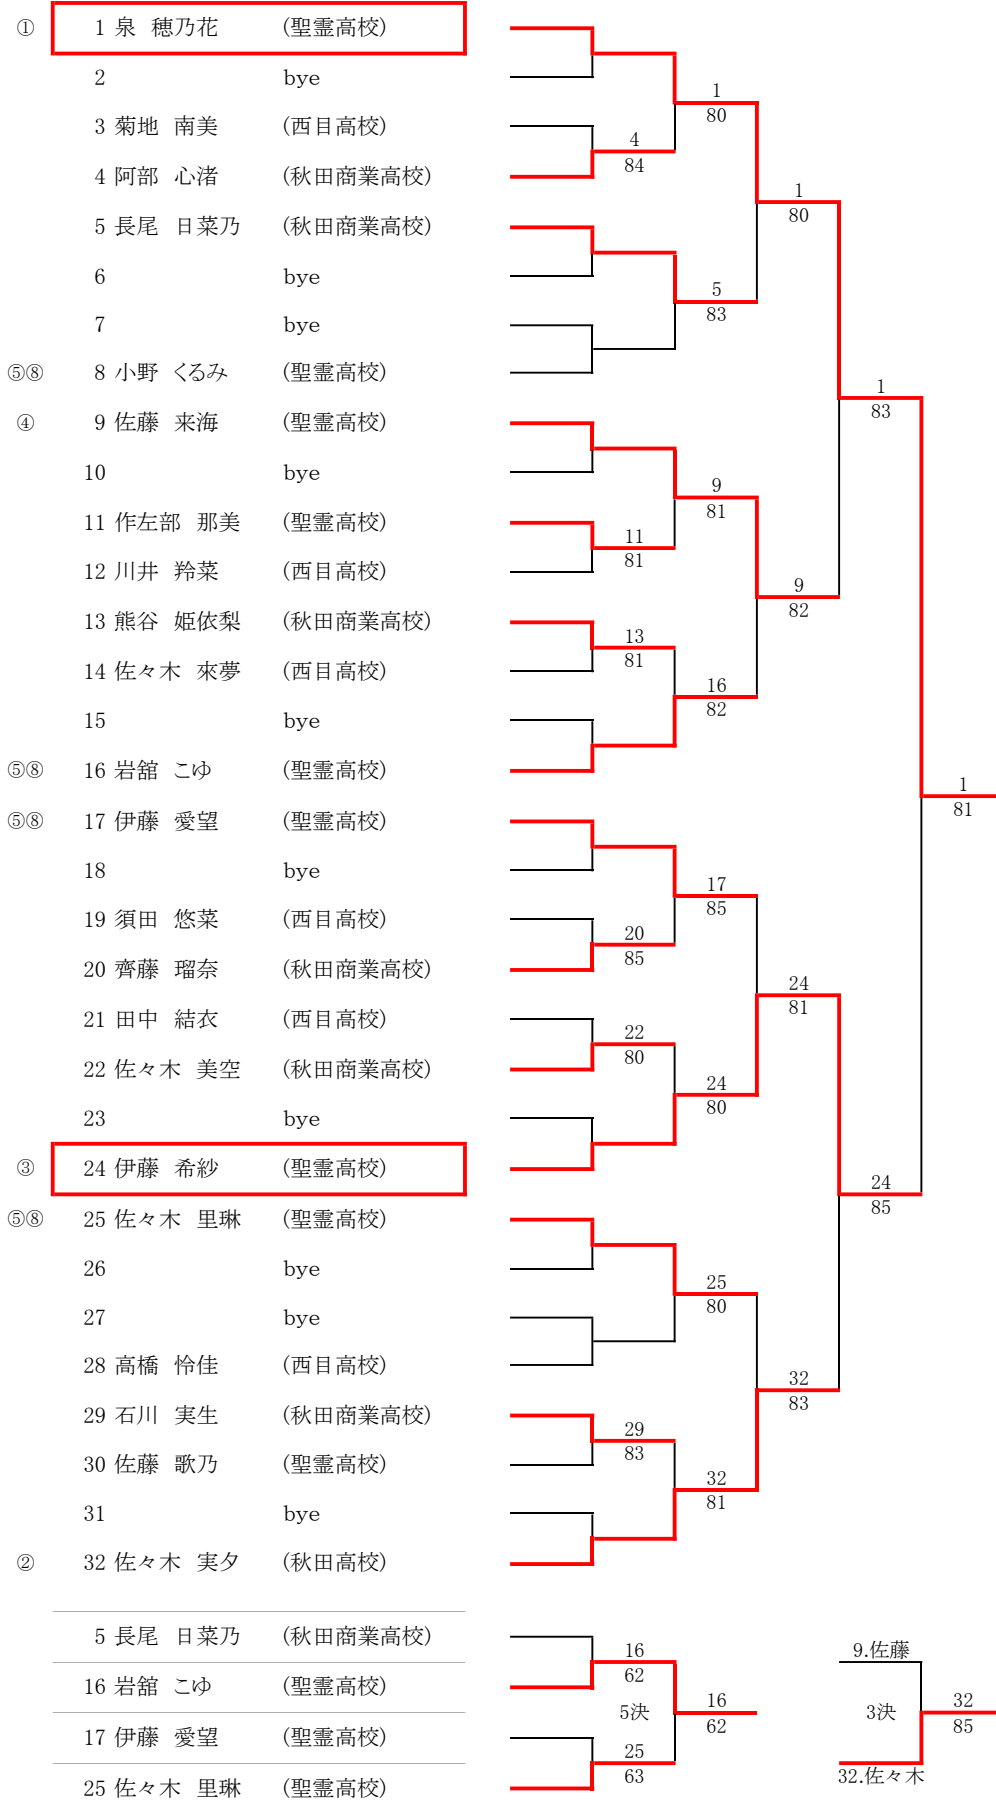 ① 1 泉 穂乃花 (聖霊高校)
2 bye
1
80
3 菊地 南美 (西目高校)
4
84
4 阿部 心渚 (秋田商業高校)
1
80
5 長尾 日菜乃 (秋田商業高校)
6 bye
5
83
7 bye
⑤⑧ 8 小野 くるみ (聖霊高校)
1
83
④ 9 佐藤 来海 (聖霊高校)
10 bye
9
81
11 作左部 那美 (聖霊高校)
11
81
12 川井 羚菜 (西目高校)
9
82
13 熊谷 姫依梨 (秋田商業高校)
13
81
14 佐々木 來夢 (西目高校)
16
82
15 bye
⑤⑧ 16 岩舘 こゆ (聖霊高校)
1
81
⑤⑧ 17 伊藤 愛望 (聖霊高校)
18 bye
17
85
19 須田 悠菜 (西目高校)
20
85
20 齊藤 瑠奈 (秋田商業高校)
24
81
21 田中 結衣 (西目高校)
22
80
22 佐々木 美空 (秋田商業高校)
24
80
23 bye
③ 24 伊藤 希紗 (聖霊高校)
24
85
⑤⑧ 25 佐々木 里琳 (聖霊高校)
26 bye
25
80
27 bye
28 高橋 怜佳 (西目高校)
32
83
29 石川 実生 (秋田商業高校)
29
83
30 佐藤 歌乃 (聖霊高校)
32
81
31 bye
② 32 佐々木 実夕 (秋田高校)
5 長尾 日菜乃 (秋田商業高校)
16
62
9.佐藤
16 岩舘 こゆ (聖霊高校)
5決
16
62
3決
32
85
17 伊藤 愛望 (聖霊高校)
25
63
32.佐々木
25 佐々木 里琳 (聖霊高校)